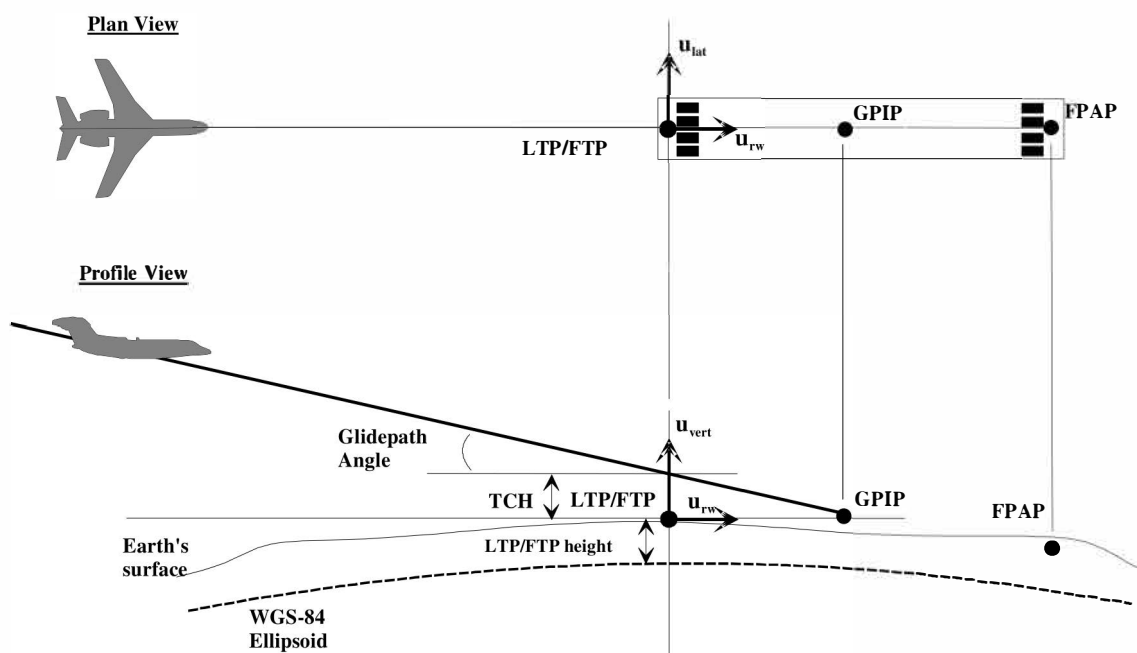 Plan View
u_lat
GPIP
FPAP
LTP/FTP
u_rw
Profile View
u_vert
Glidepath
Angle
TCH
LTP/FTP
u_rw
GPIP
FPAP
Earth's
surface
LTP/FTP height
WGS-84
Ellipsoid